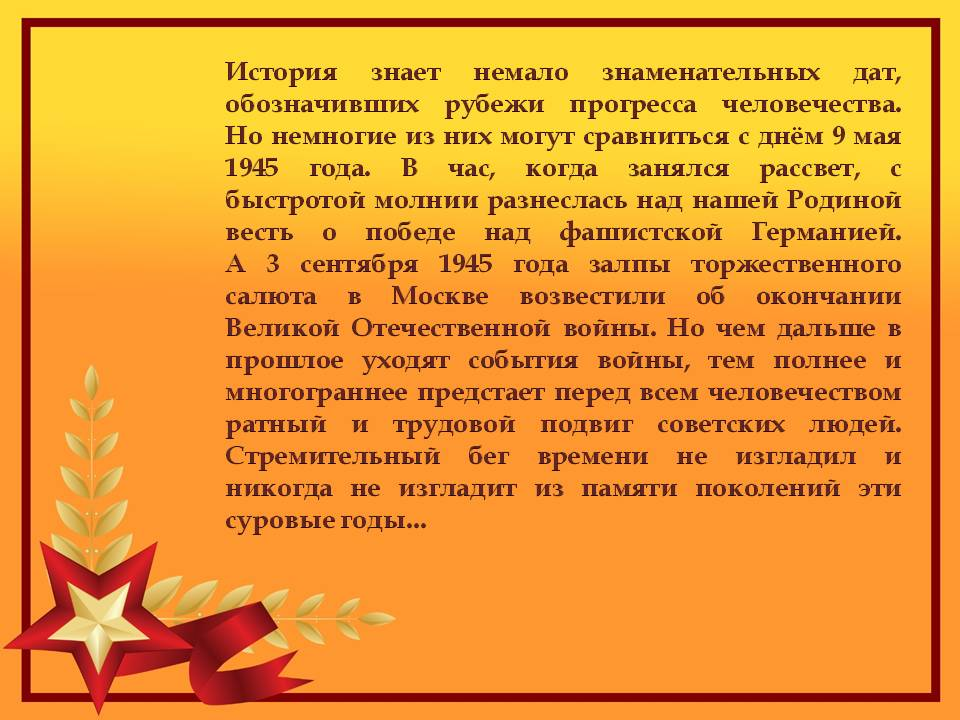 История знает немало знаменательных дат,
обозначивших рубежи прогресса человечества.
Но немногие из них могут сравниться с днём 9 мая
1945 года. В час, когда занялся рассвет, с
быстротой молнии разнеслась над нашей Родиной
весть о победе над фашистской Германией.
А 3 сентября 1945 года залпы торжественного
салюта в Москве возвестили об окончании
Великой Отечественной войны. Но чем дальше в
прошлое уходят события войны, тем полнее и
многограннее предстает перед всем человечеством
ратный и трудовой подвиг советских людей.
Стремительный бег времени не изгладил и
никогда не изгладит из памяти поколений эти
суровые годы...